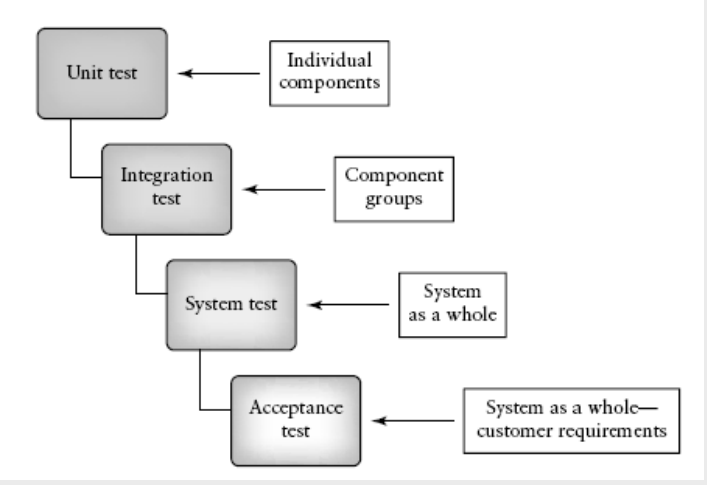 Unit test
Individual
components
Integration
test
Component
groups
System test
System
as a whole
Acceptance
test
System as a whole—
customer requirements